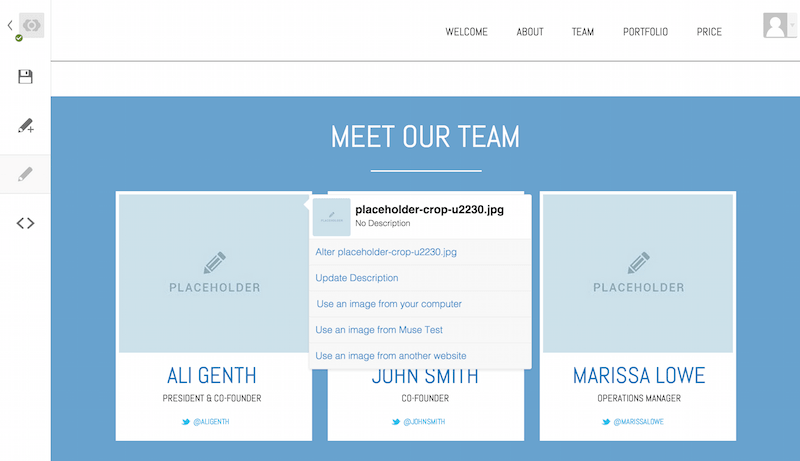 WELCOME ABOUT TEAM PORTFOLIO PRICE
MEET OUR TEAM
PLACEHOLDER
PLACEHOLDER
placeholder-crop-u2230.jpg
No Description
Alter placeholder-crop-u2230.jpg
Update Description
Use an image from your computer
Use an image from Muse Test
Use an image from another website
PLACEHOLDER
ALI GENTH
PRESIDENT & CO-FOUNDER
@ALIGENTH
JOHN SMITH
CO-FOUNDER
@JOHNSMITH
MARISSA LOWE
OPERATIONS MANAGER
@MARISSALOWE